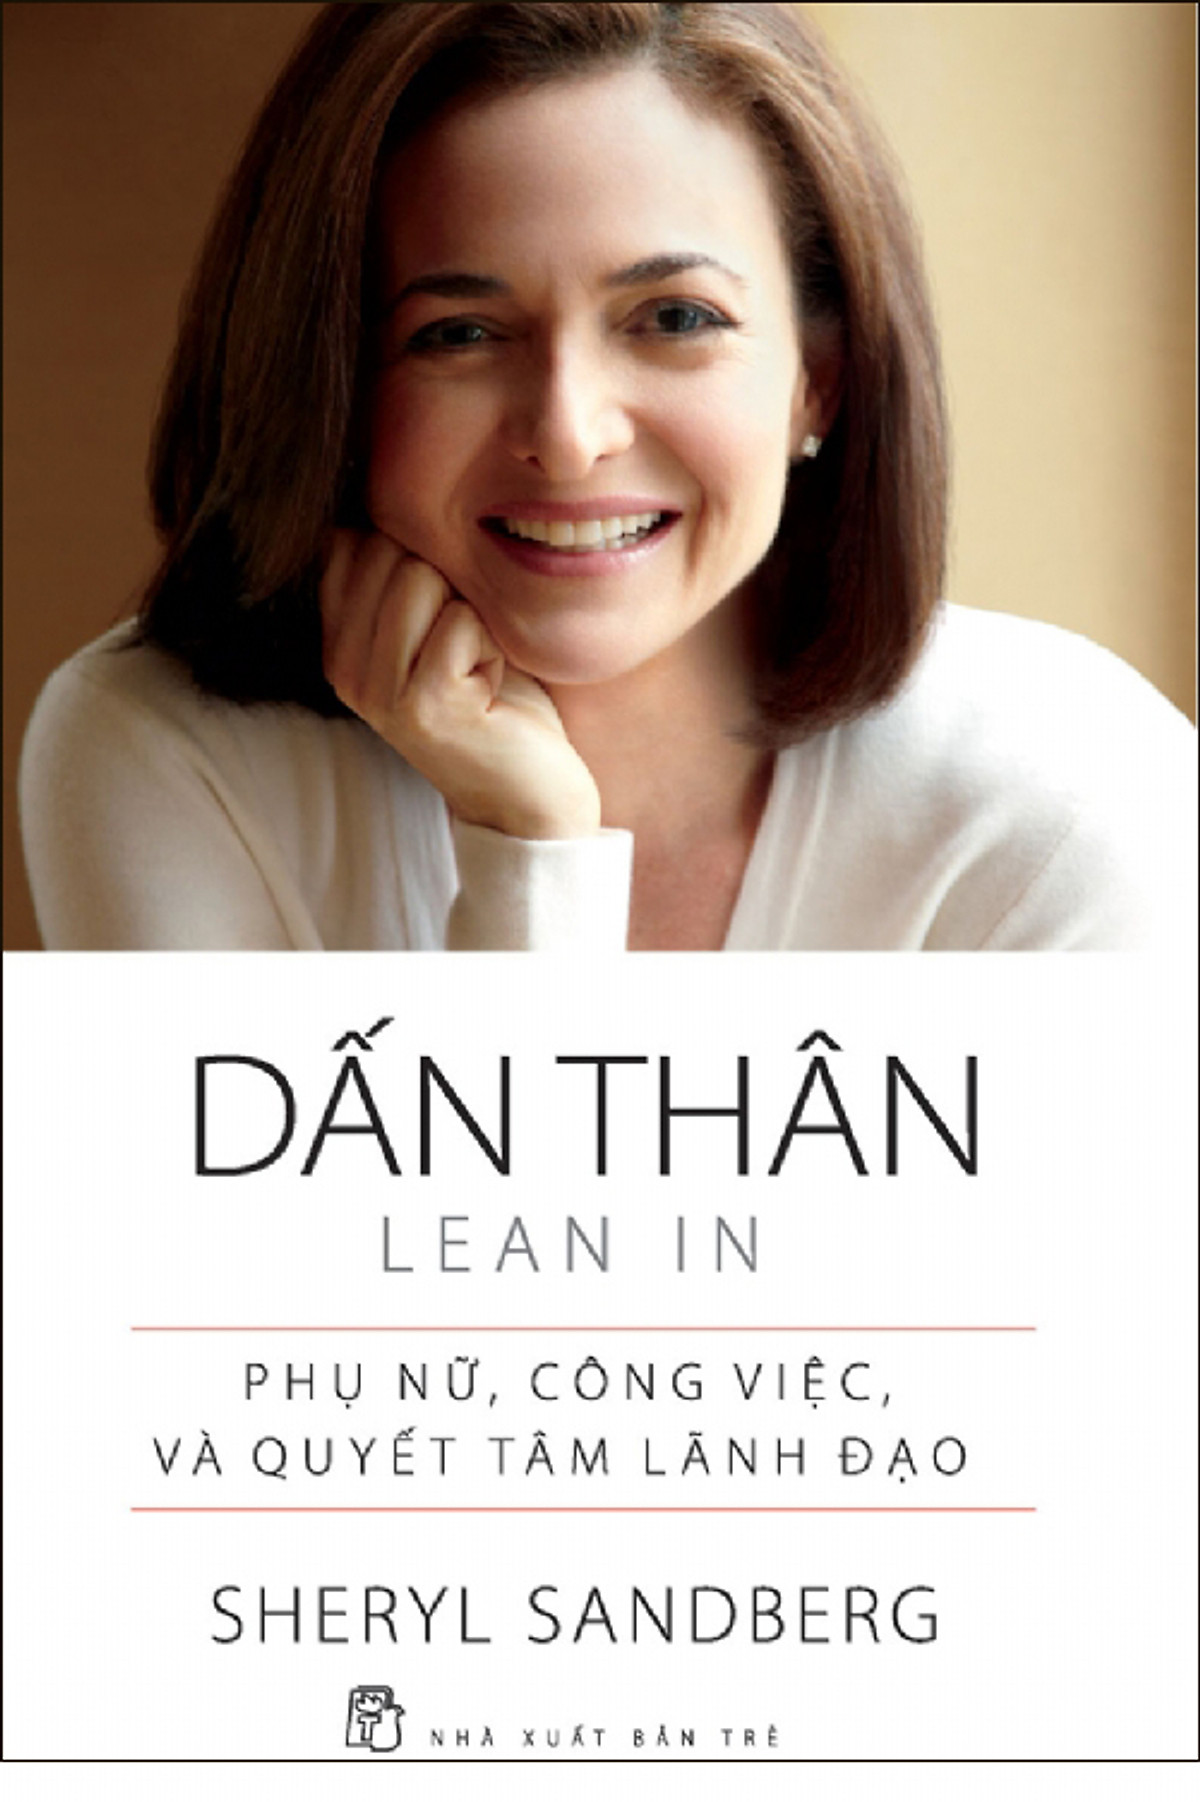 DẤN THÂN
LEAN IN
PHỤ NỮ, CÔNG VIỆC,
VÀ QUYẾT TÂM LÃNH ĐẠO
SHERYL SANDBERG
NHÀ XUẤT BẢN TRẺ